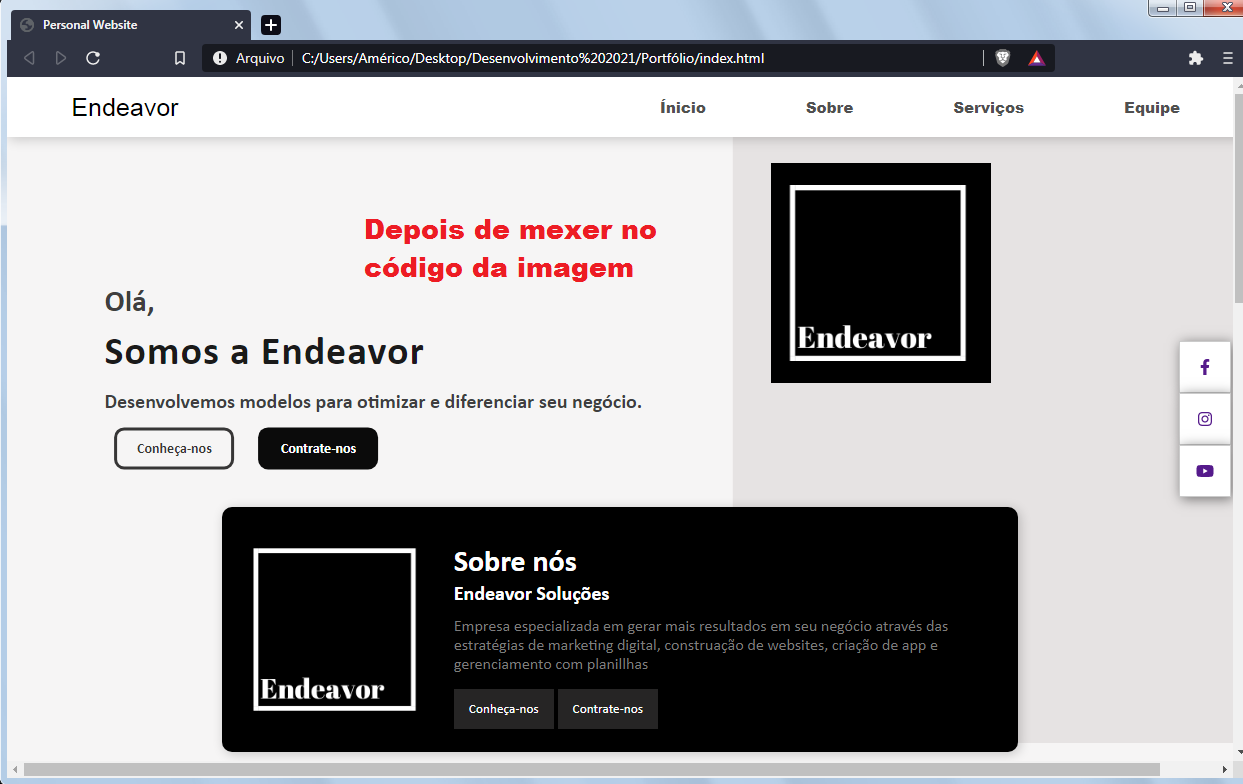 Personal Website
Arquivo C:/Users/Américo/Desktop/Desenvolvimento%202021/Portfólio/index.html
Endeavor Ínicio Sobre Serviços Equipe
Depois de mexer no
código da imagem
Olá,
Somos a Endeavor
Desenvolvemos modelos para otimizar e diferenciar seu negócio.
Conheça-nos Contrate-nos
Endeavor
Sobre nós
Endeavor Soluções
Empresa especializada em gerar mais resultados em seu negócio através das
estratégias de marketing digital, construação de websites, criação de app e
gerenciamento com planillhas
Endeavor
Conheça-nos Contrate-nos